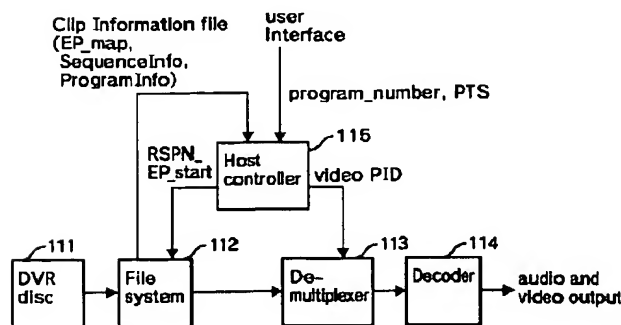 Clip Information file
(EP_map,
SequenceInfo,
ProgramInfo)
user
Interface
program_number, PTS
115
RSPN_
EP_start
Host
controller
video PID
111
DVR
disc
112
File
system
113
De-
multiplexer
114
Decoder
audio and
video output